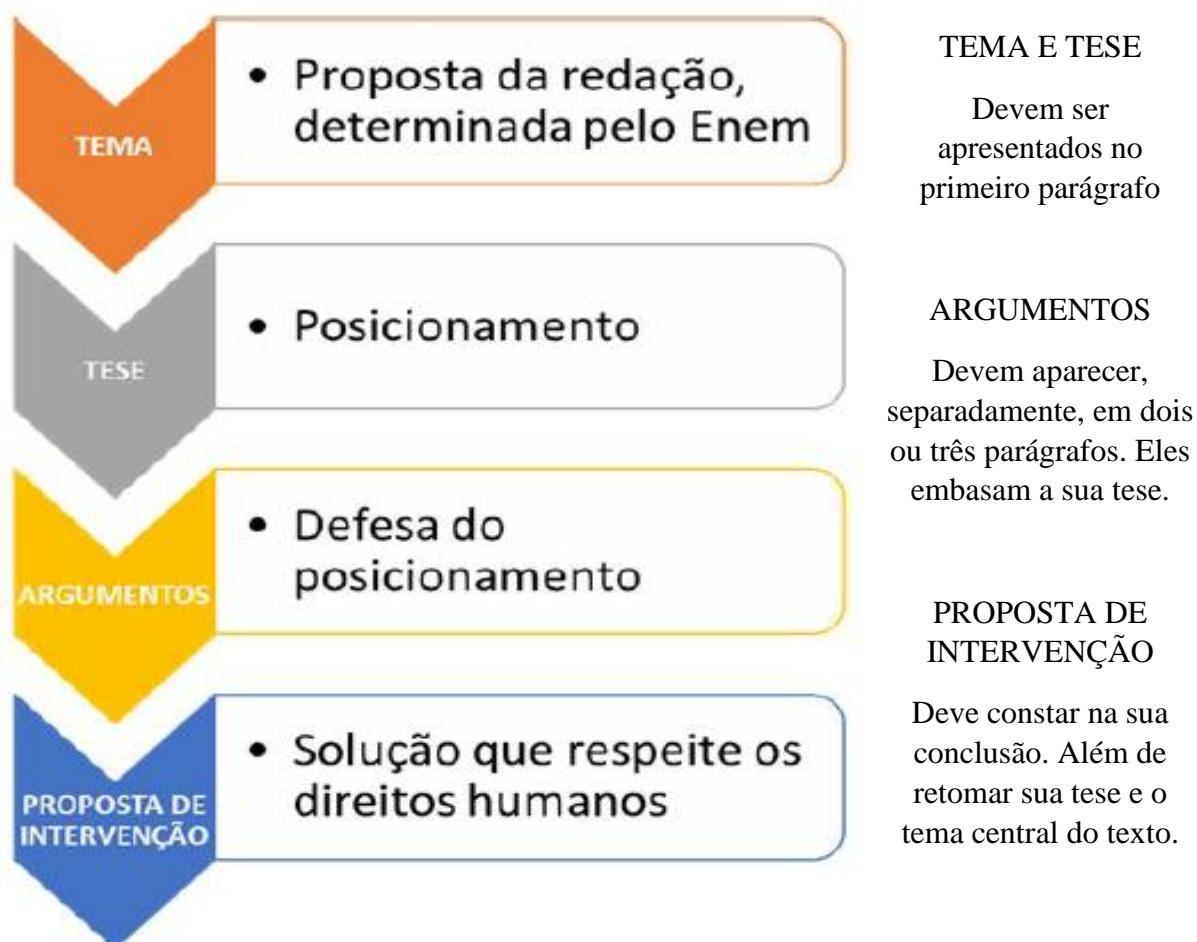 TEMA
• Proposta da redação,
determinada pelo Enem
TEMA E TESE
Devem ser
apresentados no
primeiro parágrafo
TESE
• Posicionamento
ARGUMENTOS
• Defesa do
posicionamento
ARGUMENTOS
Devem aparecer,
separadamente, em dois
ou três parágrafos. Eles
embasam a sua tese.
PROPOSTA DE
INTERVENÇÃO
• Solução que respeite os
direitos humanos
PROPOSTA DE
INTERVENÇÃO
Deve constar na sua
conclusão. Além de
retomar sua tese e o
tema central do texto.